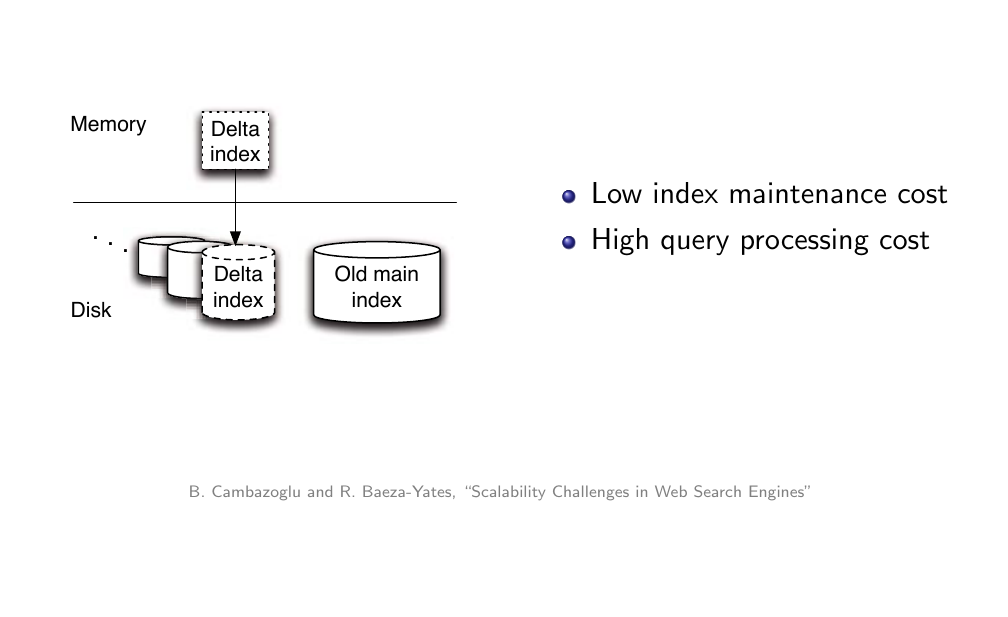 Memory
Delta
index
Delta
index
Old main
index
Disk
Low index maintenance cost
High query processing cost
B. Cambazoglu and R. Baeza-Yates, “Scalability Challenges in Web Search Engines”